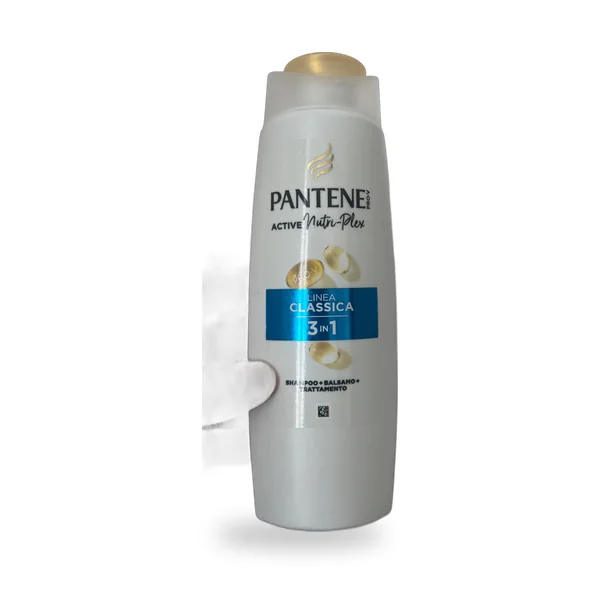 PANTENE PRO-V
ACTIVE Nutri-Plex
LINEA
CLASSICA
3 IN 1
SHAMPOO + BALSAMO +
TRATTAMENTO